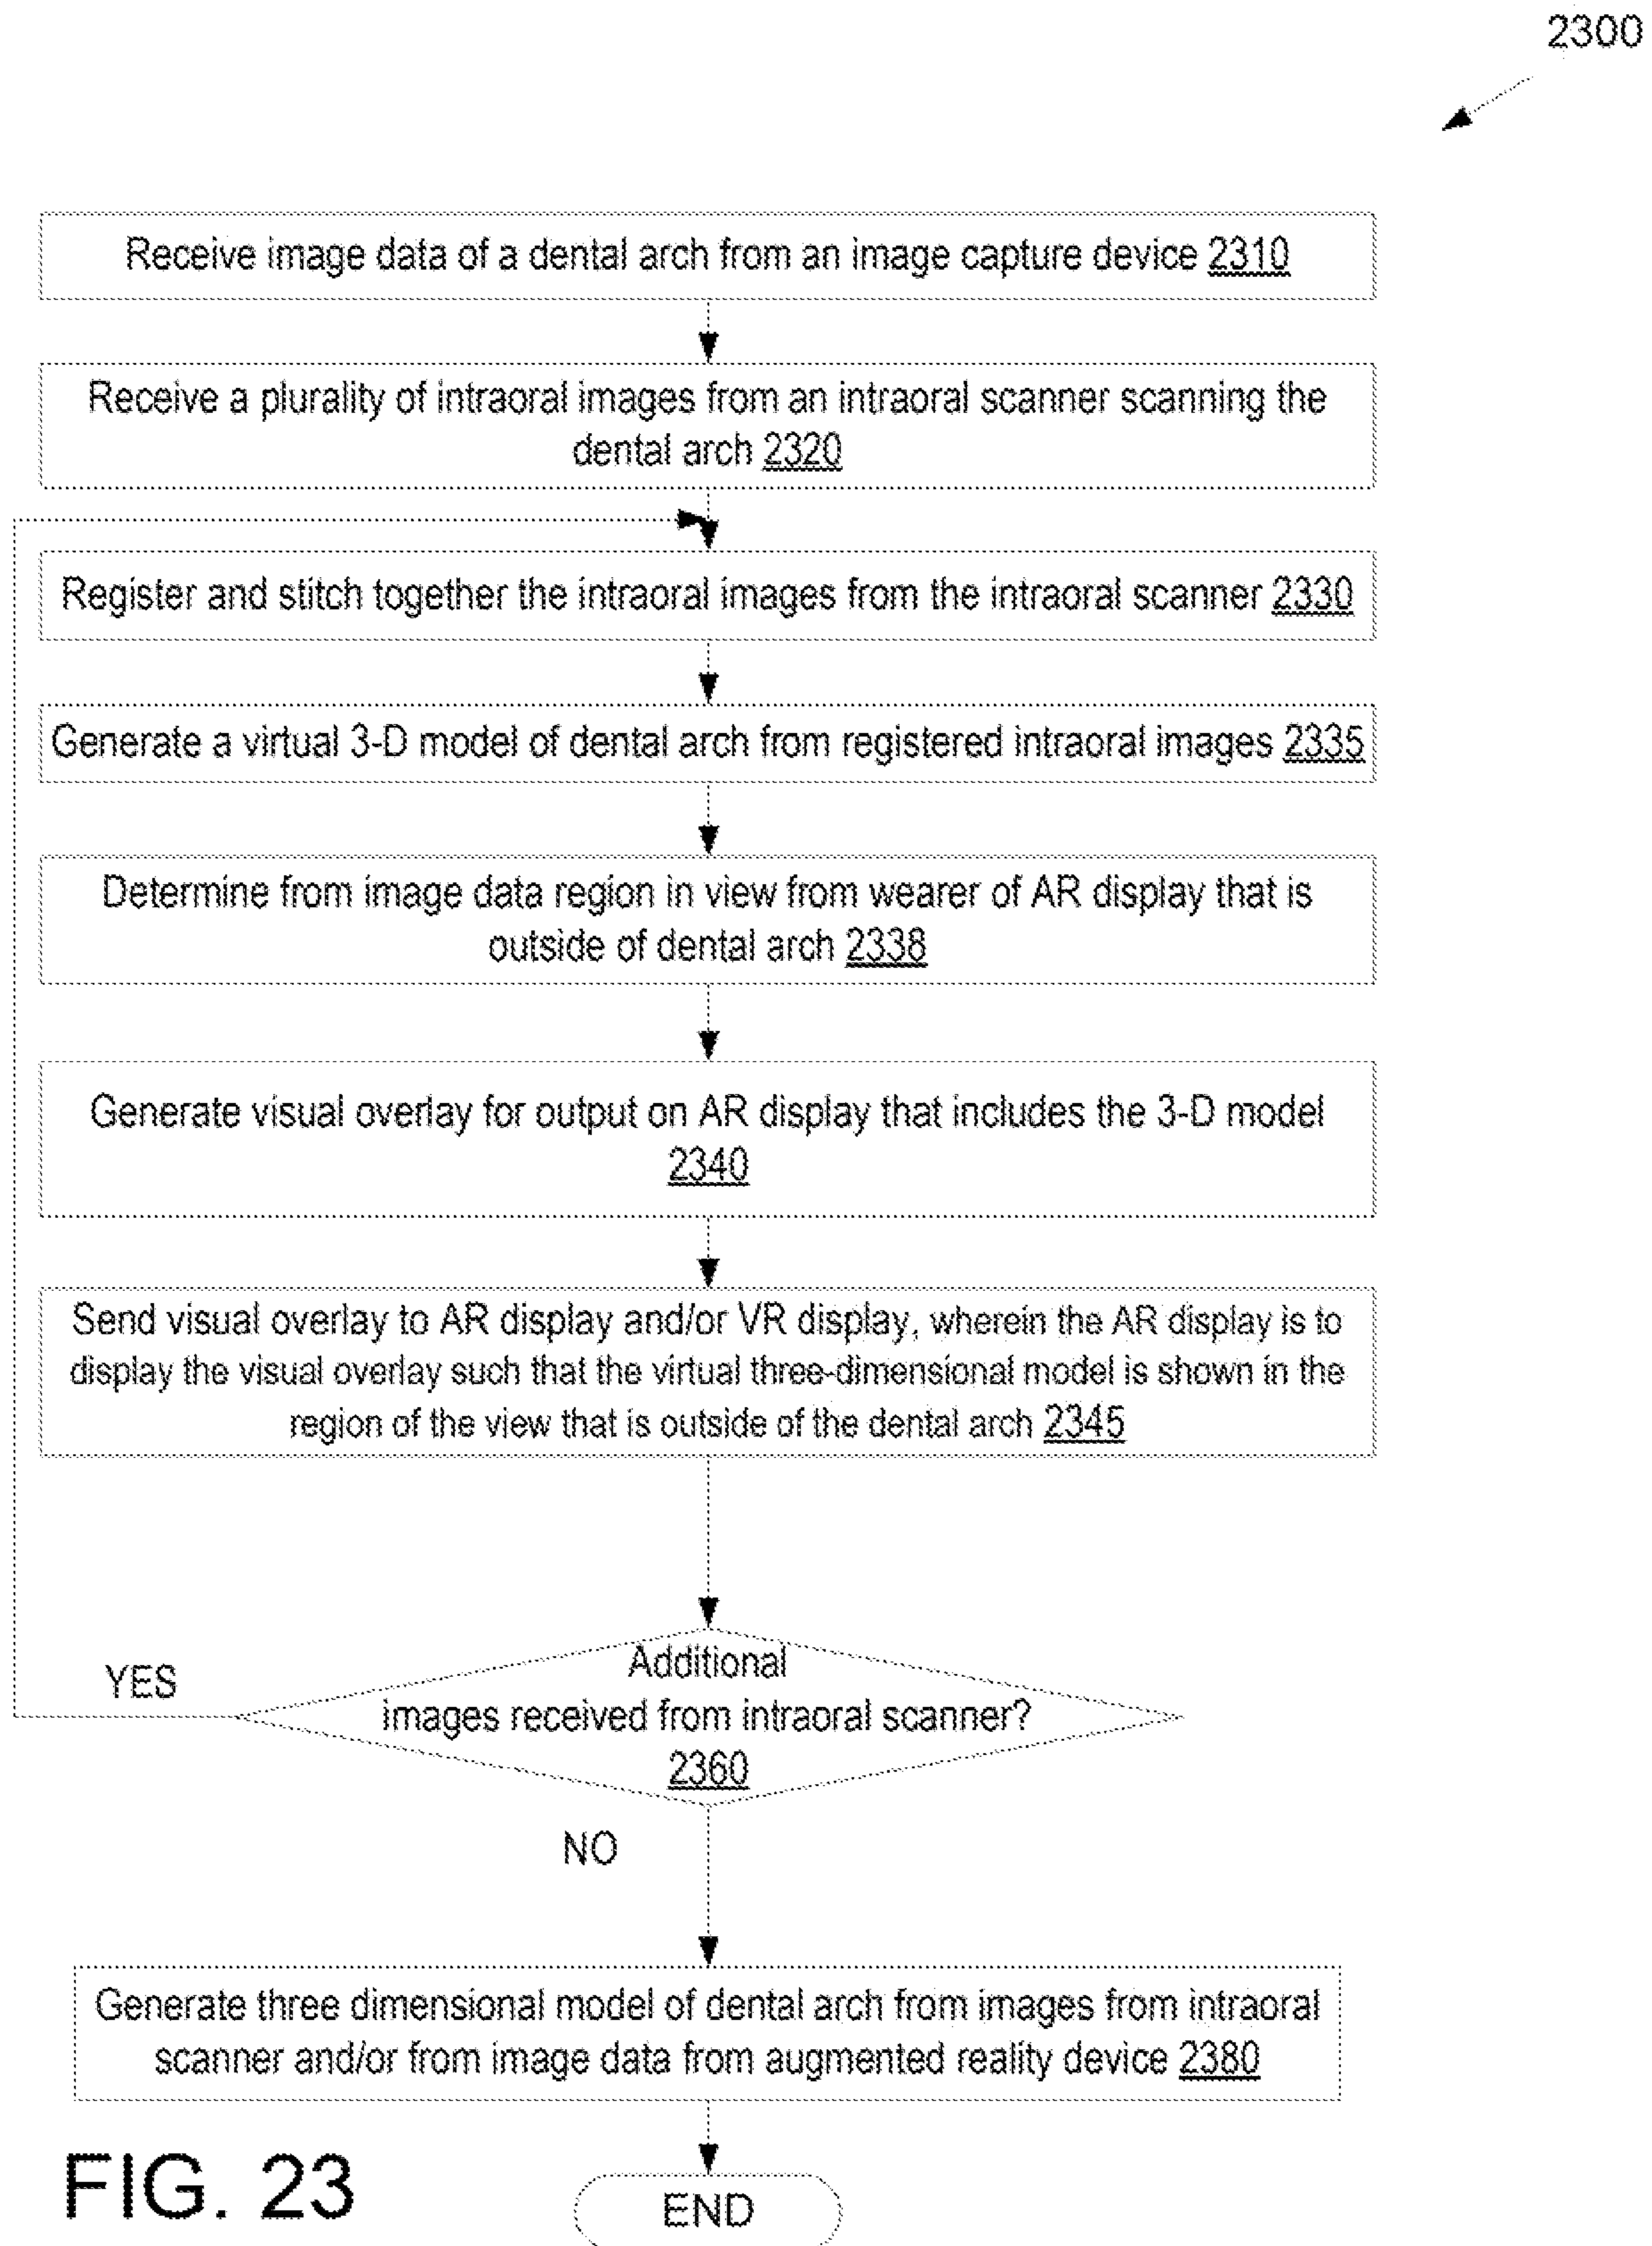 2300
Receive image data of a dental arch from an image capture device 2310
Receive a plurality of intraoral images from an intraoral scanner scanning the
dental arch 2320
Register and stitch together the intraoral images from the intraoral scanner 2330
Generate a virtual 3-D model of dental arch from registered intraoral images 2335
Determine from image data region in view from wearer of AR display that is
outside of dental arch 2338
Generate visual overlay for output on AR display that includes the 3-D model
2340
Send visual overlay to AR display and/or VR display, wherein the AR display is to
display the visual overlay such that the virtual three-dimensional model is shown in the
region of the view that is outside of the dental arch 2345
Additional
images received from intraoral scanner?
2360
YES
NO
Generate three dimensional model of dental arch from images from intraoral
scanner and/or from image data from augmented reality device 2380
END
FIG. 23